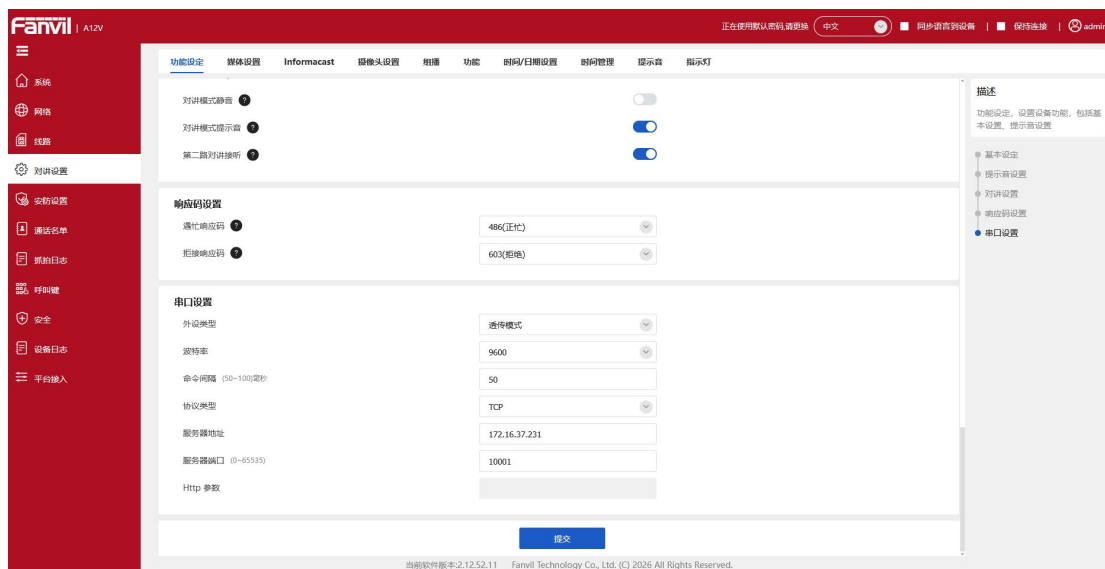 Fanvil | A12V
正在使用默认密码,请更换 中文 同步语言到设备 | 保持连接 | admin
系统
网络
线路
对讲设置
安防设置
通话名单
抓拍日志
呼叫键
安全
设备日志
平台接入
功能设定 媒体设置 Informacast 摄像头设置 组播 功能 时间/日期设置 时间管理 提示音 指示灯
对讲模式静音 ?
对讲模式提示音 ?
第二路对讲接听 ?
响应码设置
遇忙响应码 ? 486(正忙)
拒接响应码 ? 603(拒绝)
串口设置
外设类型 透传模式
波特率 9600
命令间隔 (50~100)毫秒 50
协议类型 TCP
服务器地址 172.16.37.231
服务器端口 (0~65535) 10001
Http 参数
提交
描述
功能设定, 设置设备功能, 包括基
本设置, 提示音设置
基本设定
提示音设置
对讲设置
响应码设置
串口设置
当前软件版本:2.12.52.11 Fanvil Technology Co., Ltd. (C) 2026 All Rights Reserved.